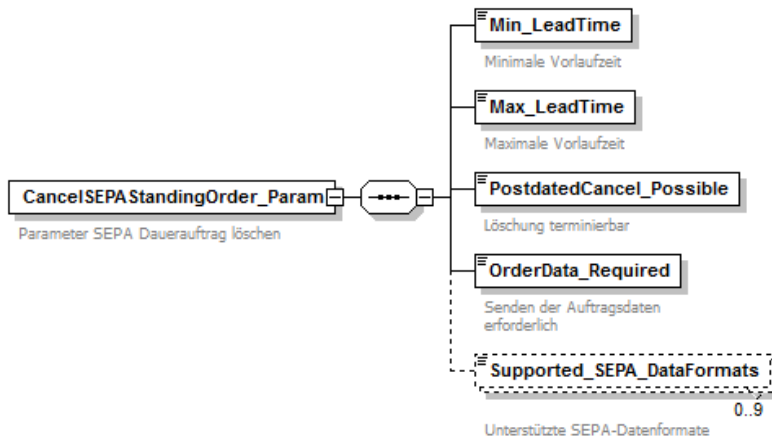 Min_LeadTime
Minimale Vorlaufzeit
Max_LeadTime
Maximale Vorlaufzeit
CancelSEPAStandingOrder_Param
Parameter SEPA Dauerauftrag löschen
PostdatedCancel_Possible
Löschung terminierbar
OrderData_Required
Senden der Auftragsdaten
erforderlich
Supported_SEPA_DataFormats
0..9
Unterstützte SEPA-Datenformate